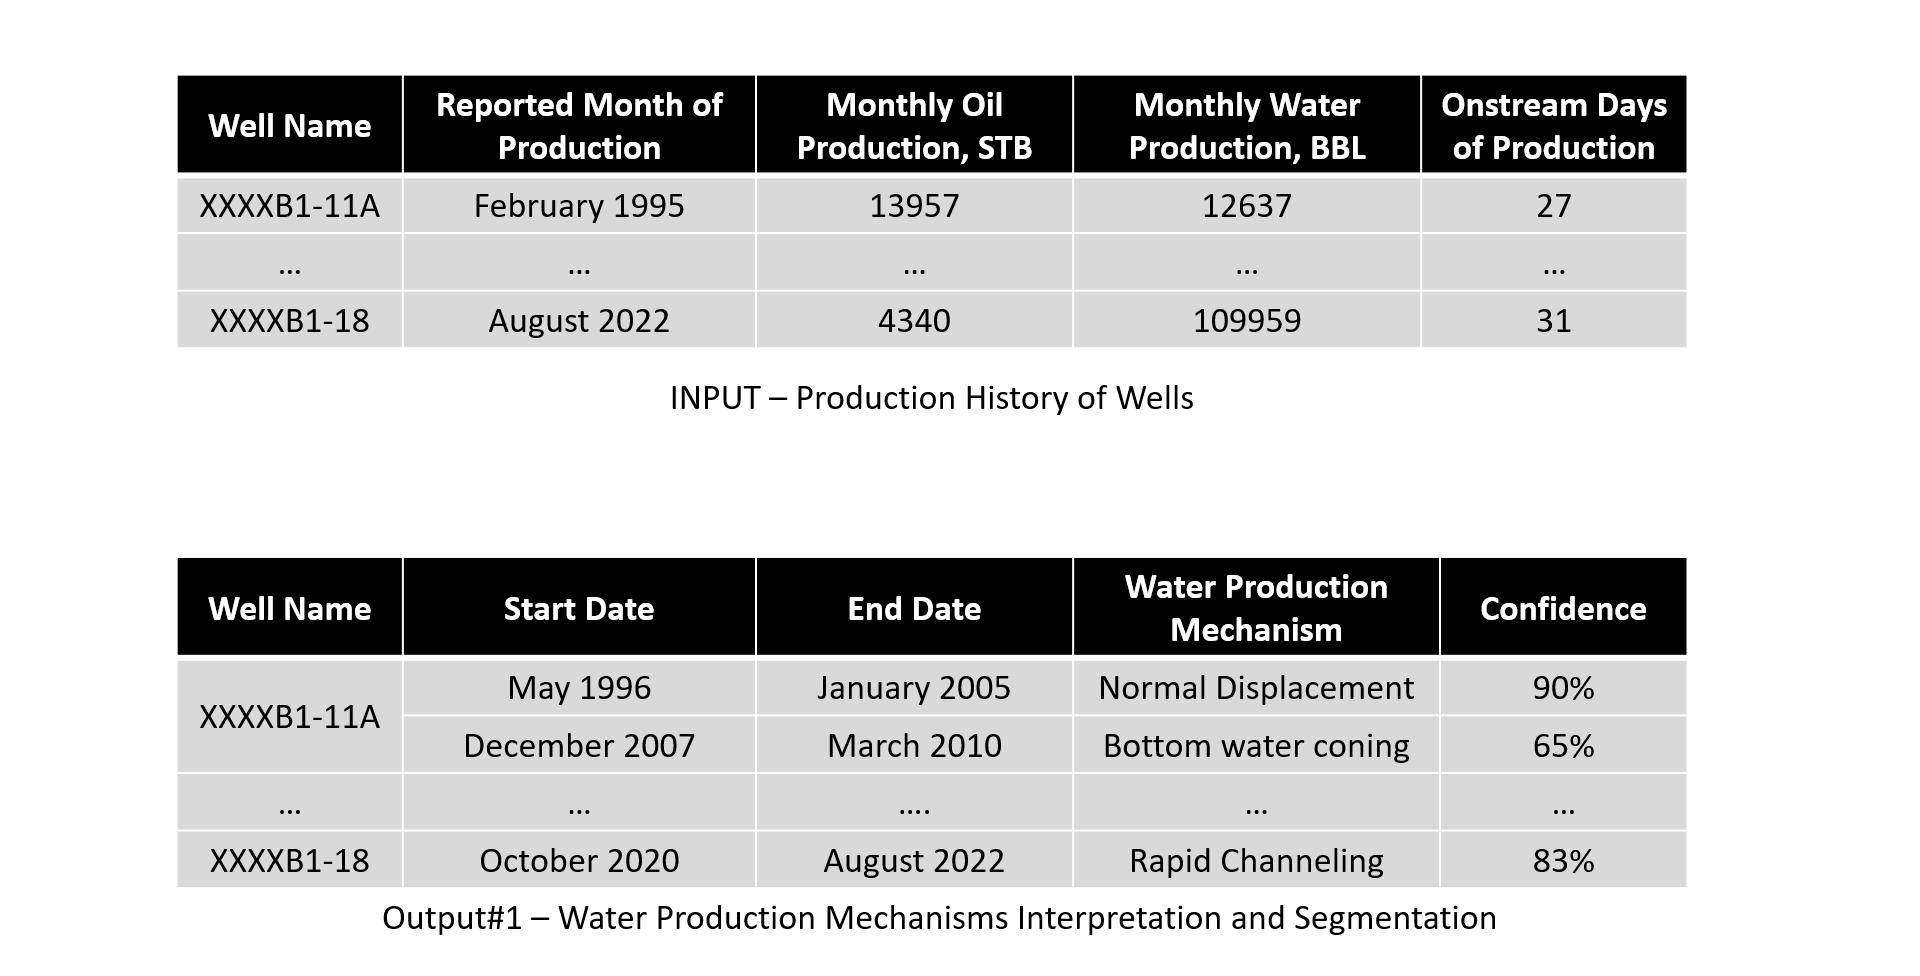 Well Name
Reported Month of
Production
Monthly Oil
Production, STB
Monthly Water
Production, BBL
Onstream Days
of Production
XXXXB1-11A February 1995 13957 12637 27
... ... ... ... ...
XXXXB1-18 August 2022 4340 109959 31
INPUT – Production History of Wells
Well Name
Start Date
End Date
Water Production
Mechanism
Confidence
XXXXB1-11A
May 1996 January 2005 Normal Displacement 90%
December 2007 March 2010 Bottom water coning 65%
... ... .... ... ...
XXXXB1-18 October 2020 August 2022 Rapid Channeling 83%
Output#1 – Water Production Mechanisms Interpretation and Segmentation